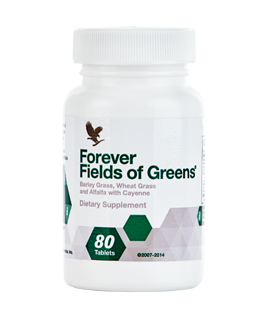 Forever
Fields of Greens®
Barley Grass, Wheat Grass
and Alfalfa with Cayenne
Dietary Supplement
80
Tablets
©2007-2014